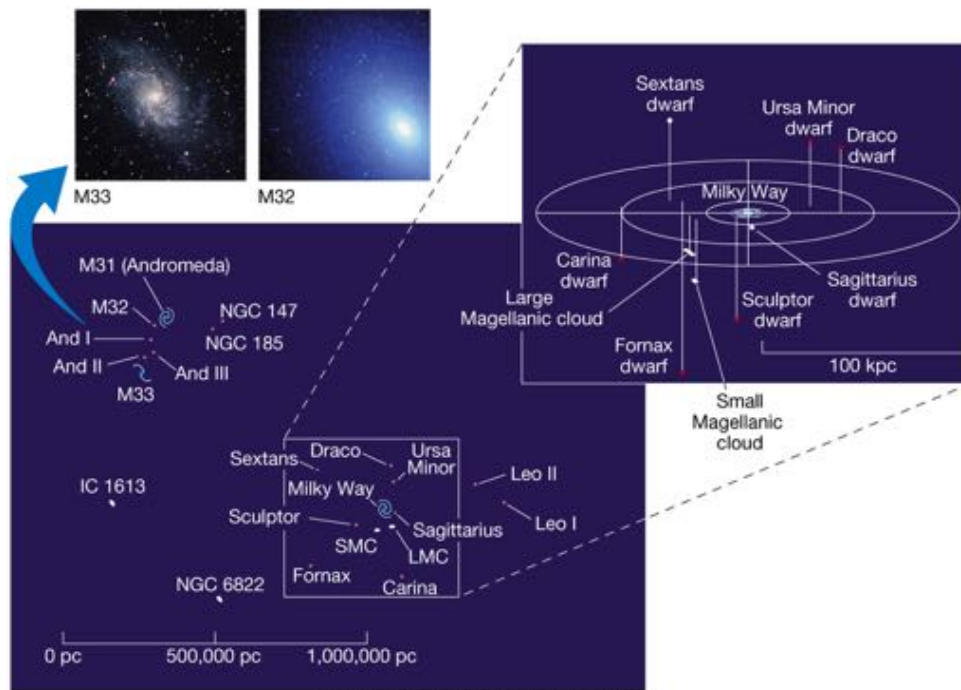 M33
M32
Sextans
dwarf
Ursa Minor
dwarf
Draco
dwarf
Milky Way
Carina
dwarf
Large
Magellanic cloud
Sagittarius
dwarf
Sculptor
dwarf
Fornax
dwarf
100 kpc
Small
Magellanic
cloud
M31 (Andromeda)
M32
NGC 147
And I
NGC 185
And II
And III
M33
Draco
Ursa
Minor
Sextans
Leo II
Milky Way
IC 1613
Sculptor
Sagittarius
Leo I
SMC
LMC
Fornax
Carina
NGC 6822
0 pc
500,000 pc
1,000,000 pc